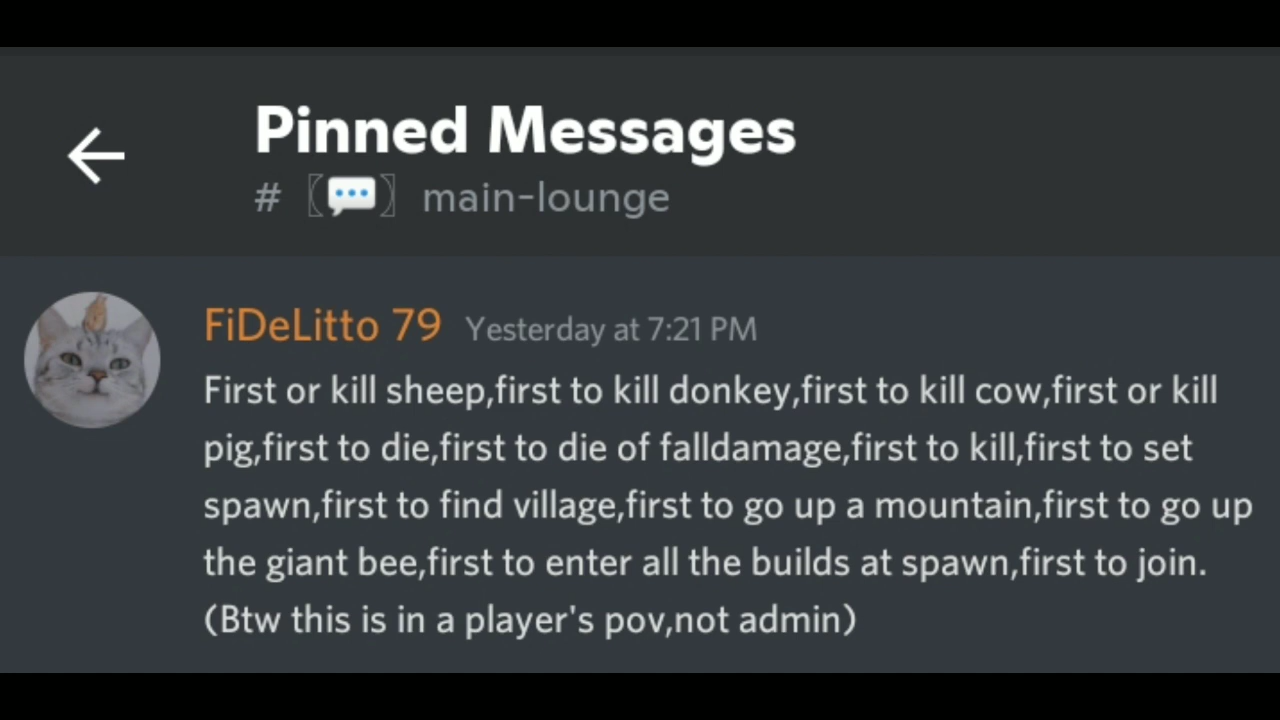 Pinned Messages
# 〖💬〗 main-lounge
FiDeLitto 79 Yesterday at 7:21 PM
First or kill sheep,first to kill donkey,first to kill cow,first or kill
pig,first to die,first to die of falldamage,first to kill,first to set
spawn,first to find village,first to go up a mountain,first to go up
the giant bee,first to enter all the builds at spawn,first to join.
(Btw this is in a player's pov,not admin)